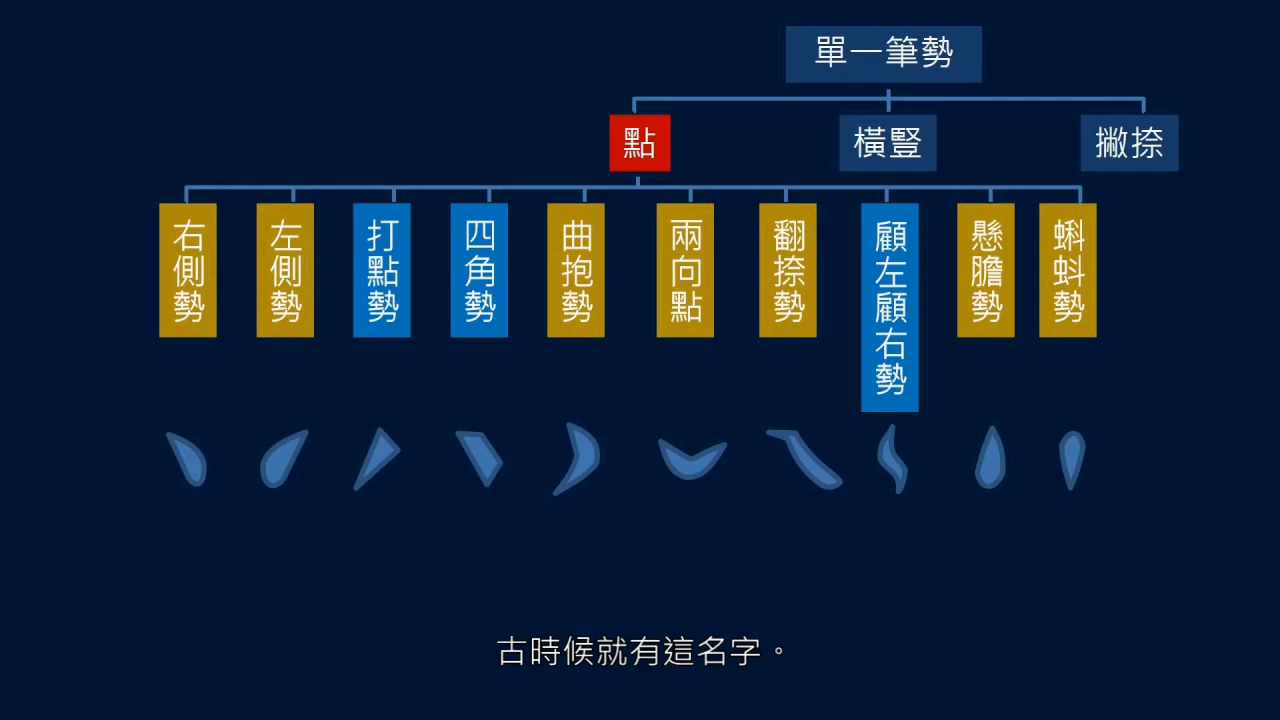 單一筆勢
點
橫豎
撇捺
右側勢
左側勢
打點勢
四角勢
曲抱勢
兩向點
翻捺勢
顧左顧右勢
懸膽勢
蝌蚪勢
古時候就有這名字。